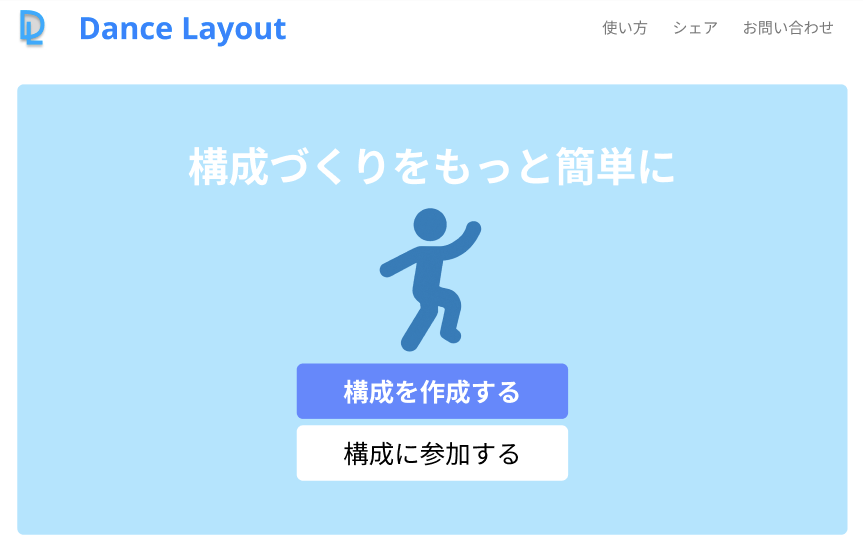 DL
Dance Layout
使い方 シェア お問い合わせ
構成づくりをもっと簡単に
構成を作成する
構成に参加する